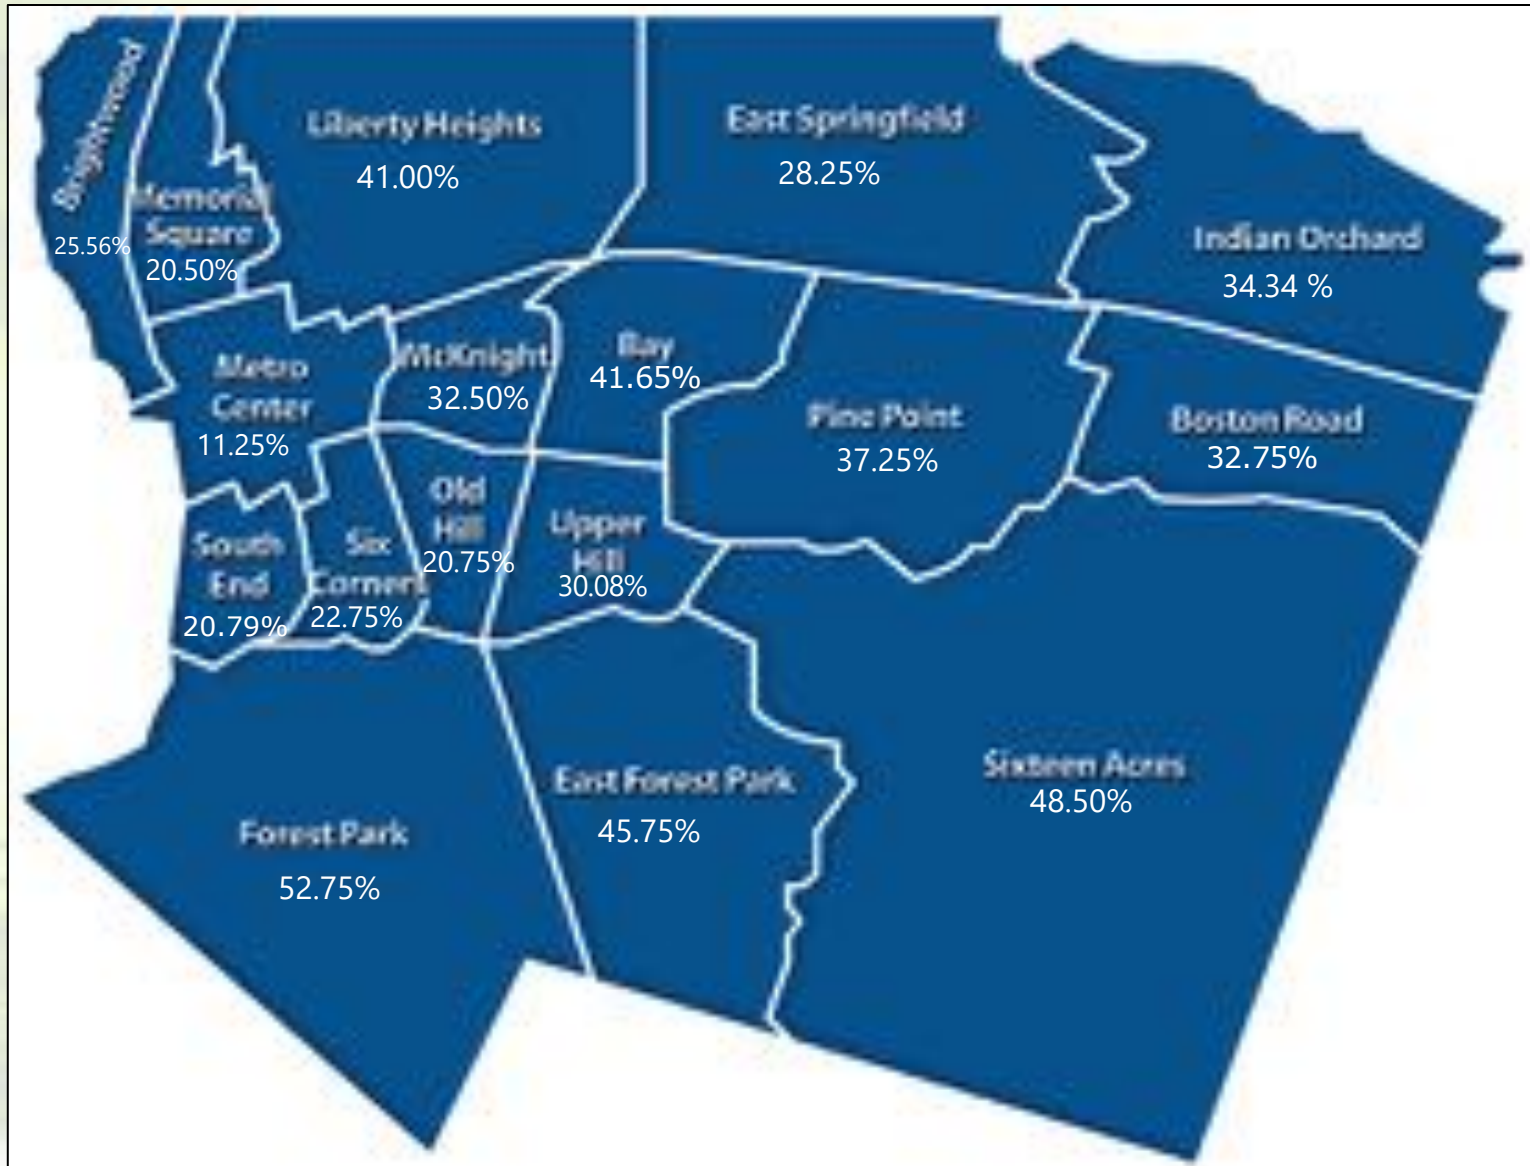 Brightwood
25.56%
Memorial
Square
20.50%
Liberty Heights
41.00%
East Springfield
28.25%
Indian Orchard
34.34 %
Metro
Center
11.25%
McKnight
32.50%
Bay
41.65%
Pine Point
37.25%
Boston Road
32.75%
South
End
20.79%
Six
Corners
22.75%
Old
Hill
20.75%
Upper
Hill
30.08%
Forest Park
52.75%
East Forest Park
45.75%
Sixteen Acres
48.50%